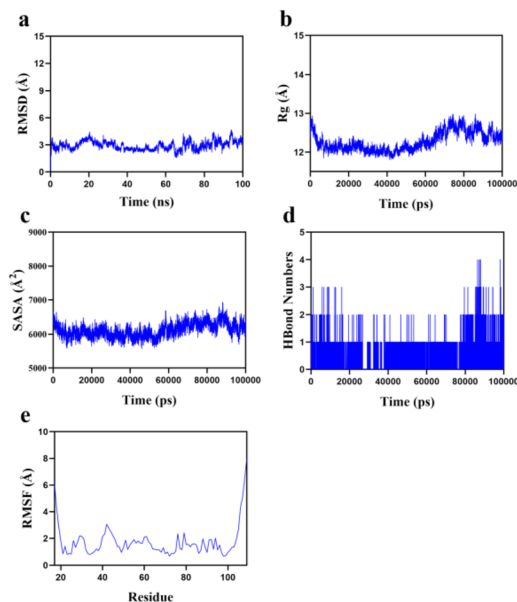 a
RMSD (Å)
15
12
9
6
3
0
0 20 40 60 80 100
Time (ns)
b
Rg (Å)
15
14
13
12
0 20000 40000 60000 80000 100000
Time (ps)
c
SASA (Å²)
9000
8000
7000
6000
5000
0 20000 40000 60000 80000 100000
Time (ps)
d
HBond Numbers
5
4
3
2
1
0
0 20000 40000 60000 80000 100000
Time (ps)
e
RMSF (Å)
10
8
6
4
2
0
20 40 60 80 100
Residue